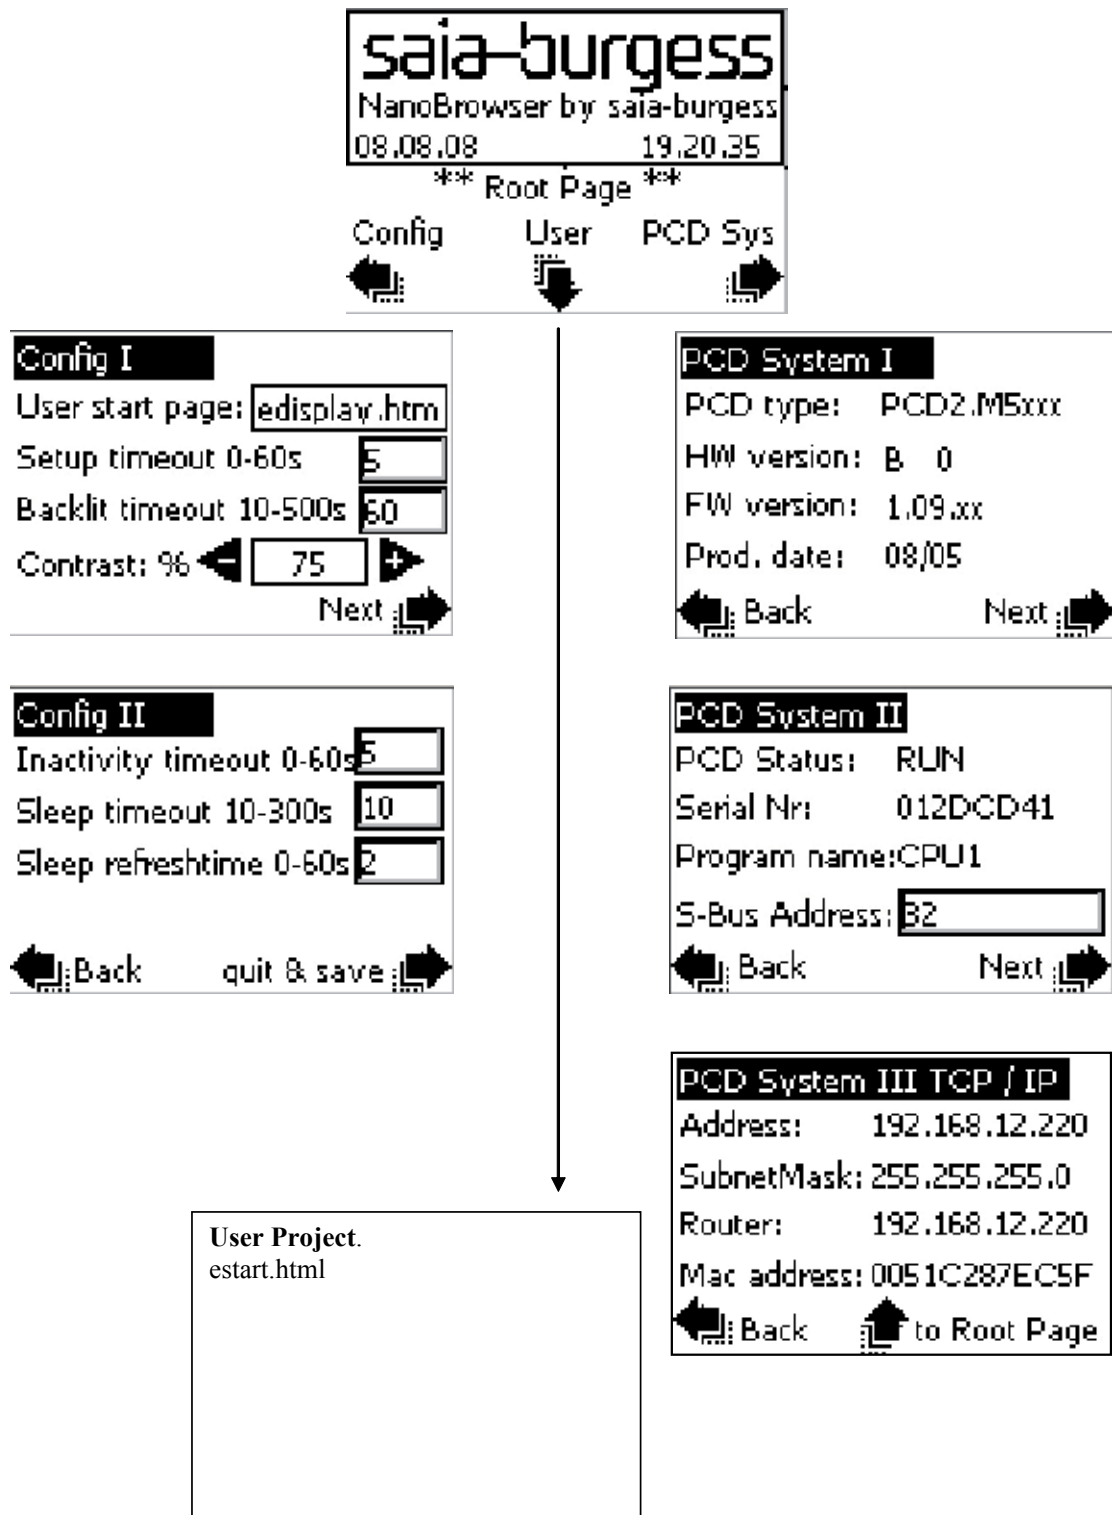 saia-burgess
NanoBrowser by saia-burgess
08.08.08 19.20.35
** Root Page **
Config User PCD Sys
Config I
User start page: edisplay.htm
Setup timeout 0-60s 5
Backlit timeout 10-500s 60
Contrast: % - 75 +
Next
Config II
Inactivity timeout 0-60s 5
Sleep timeout 10-300s 10
Sleep refreshtime 0-60s 2
Back quit & save
PCD System I
PCD type: PCD2.M5xxx
HW version: B 0
FW version: 1.09.xx
Prod. date: 08/05
Back Next
PCD System II
PCD Status: RUN
Serial Nr: 012DCD41
Program name:CPU1
S-Bus Address: 32
Back Next
PCD System III TCP / IP
Address: 192.168.12.220
SubnetMask: 255.255.255.0
Router: 192.168.12.220
Mac address: 0051C287EC5F
Back to Root Page
User Project.
estart.html